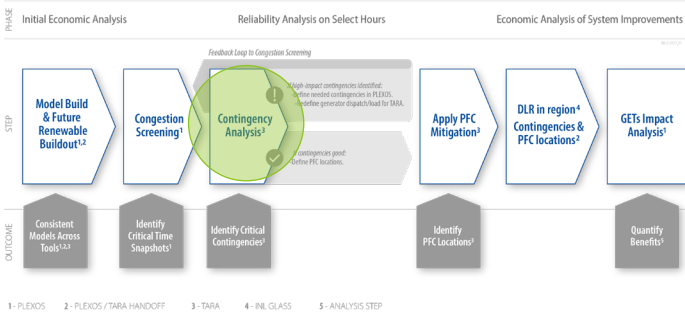 PHASE
Initial Economic Analysis
Reliability Analysis on Select Hours
Economic Analysis of System Improvements
Feedback Loop to Congestion Screening
STEP
Model Build
& Future
Renewable
Buildout1,2
Congestion
Screening1
Contingency
Analysis3
high-impact contingencies identified:
Define needed contingencies in PLEXOS.
Redefine generator dispatch/load for TARA.
contingencies good:
Define PFC locations.
Apply PFC
Mitigation3
DLR in region4
Contingencies &
PFC locations2
GETs Impact
Analysis1
OUTCOME
Consistent
Models Across
Tools1,2,3
Identify
Critical Time
Snapshots1
Identify Critical
Contingencies3
Identify
PFC Locations3
Quantify
Benefits5
1 - PLEXOS 2 - PLEXOS / TARA HANDOFF 3 - TARA 4 - INL GLASS 5 - ANALYSIS STEP